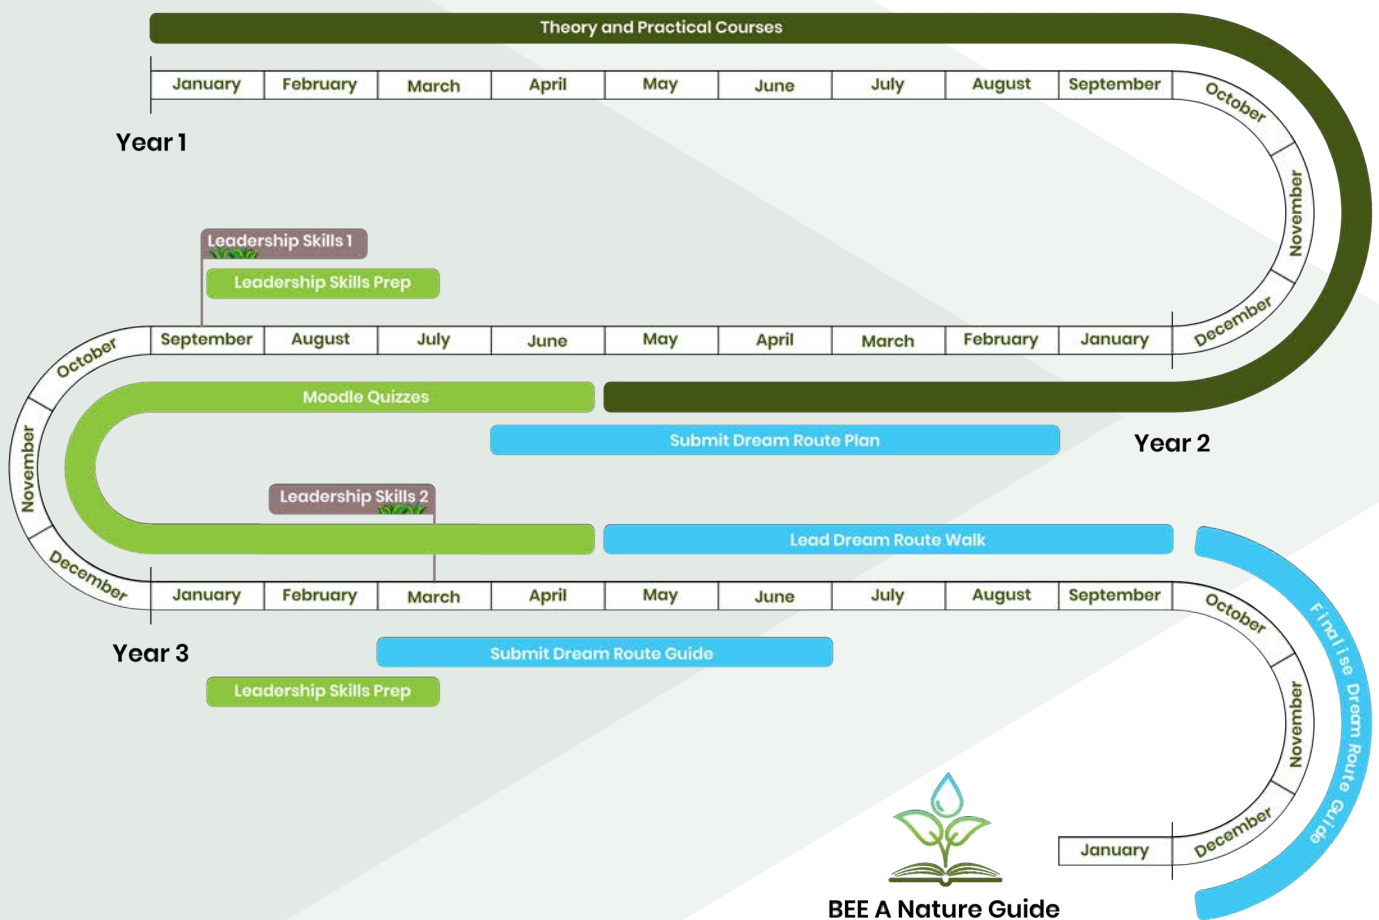 Theory and Practical Courses
January February March April May June July August September
October
November
December
Year 1
Leadership Skills 1
Leadership Skills Prep
September August July June May April March February January
October
November
December
Moodle Quizzes
Submit Dream Route Plan
Year 2
Leadership Skills 2
Lead Dream Route Walk
January February March April May June July August September
October
November
December
January
Year 3
Submit Dream Route Guide
Leadership Skills Prep
Finalise Dream Route Guide
BEE A Nature Guide